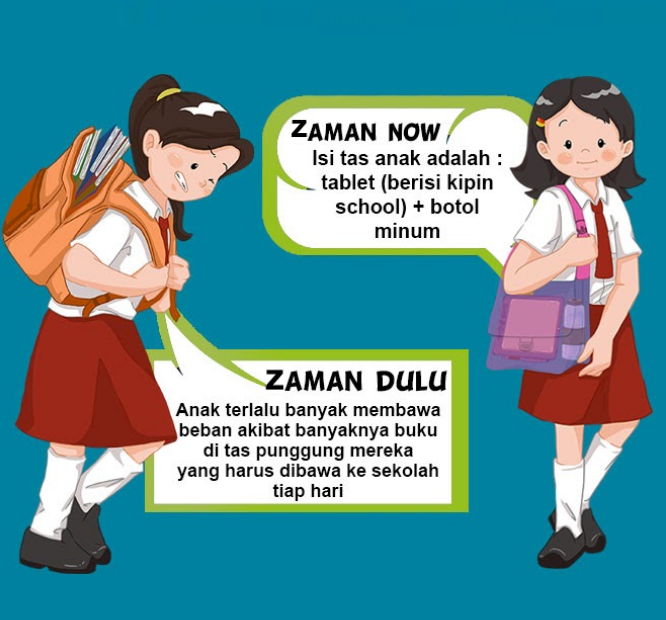 ZAMAN NOW
Isi tas anak adalah :
tablet (berisi kipin
school) + botol
minum
ZAMAN DULU
Anak terlalu banyak membawa
beban akibat banyaknya buku
di tas punggung mereka
yang harus dibawa ke sekolah
tiap hari